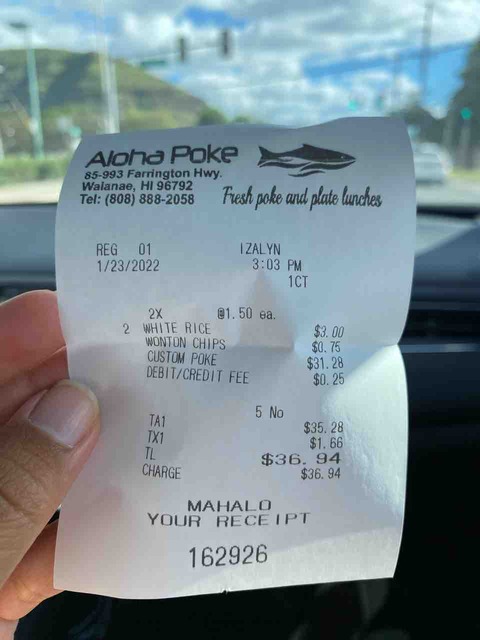 Aloha Poke
85-993 Farrington Hwy.
Walanae, HI 96792
Tel: (808) 888-2058
Fresh poke and plate lunches
REG 01 IZALYN
1/23/2022 3:03 PM
1CT
2X @1.50 ea.
2 WHITE RICE $3.00
WONTON CHIPS $0.75
CUSTOM POKE $31.28
DEBIT/CREDIT FEE $0.25
5 No
TA1 $35.28
TX1 $1.66
TL $36.94
CHARGE $36.94
MAHALO
YOUR RECEIPT
162926